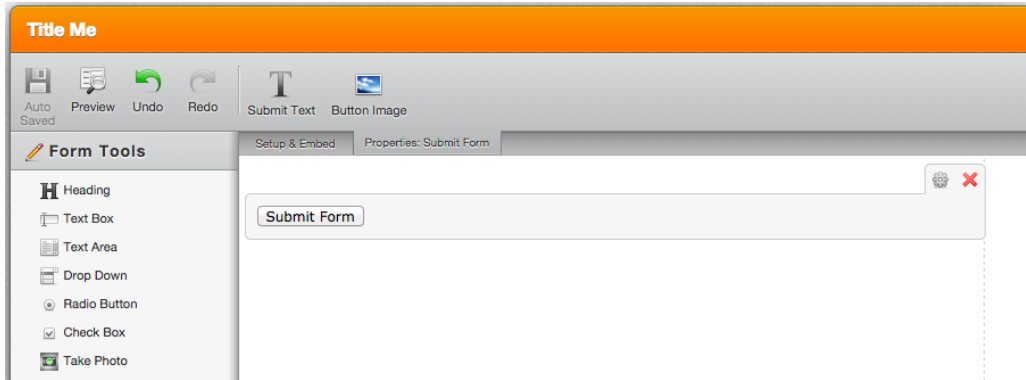 Title Me
Auto Saved
Preview
Undo
Redo
Submit Text
Button Image
Form Tools
Setup & Embed
Properties: Submit Form
Heading
Text Box
Text Area
Drop Down
Radio Button
Check Box
Take Photo
Submit Form